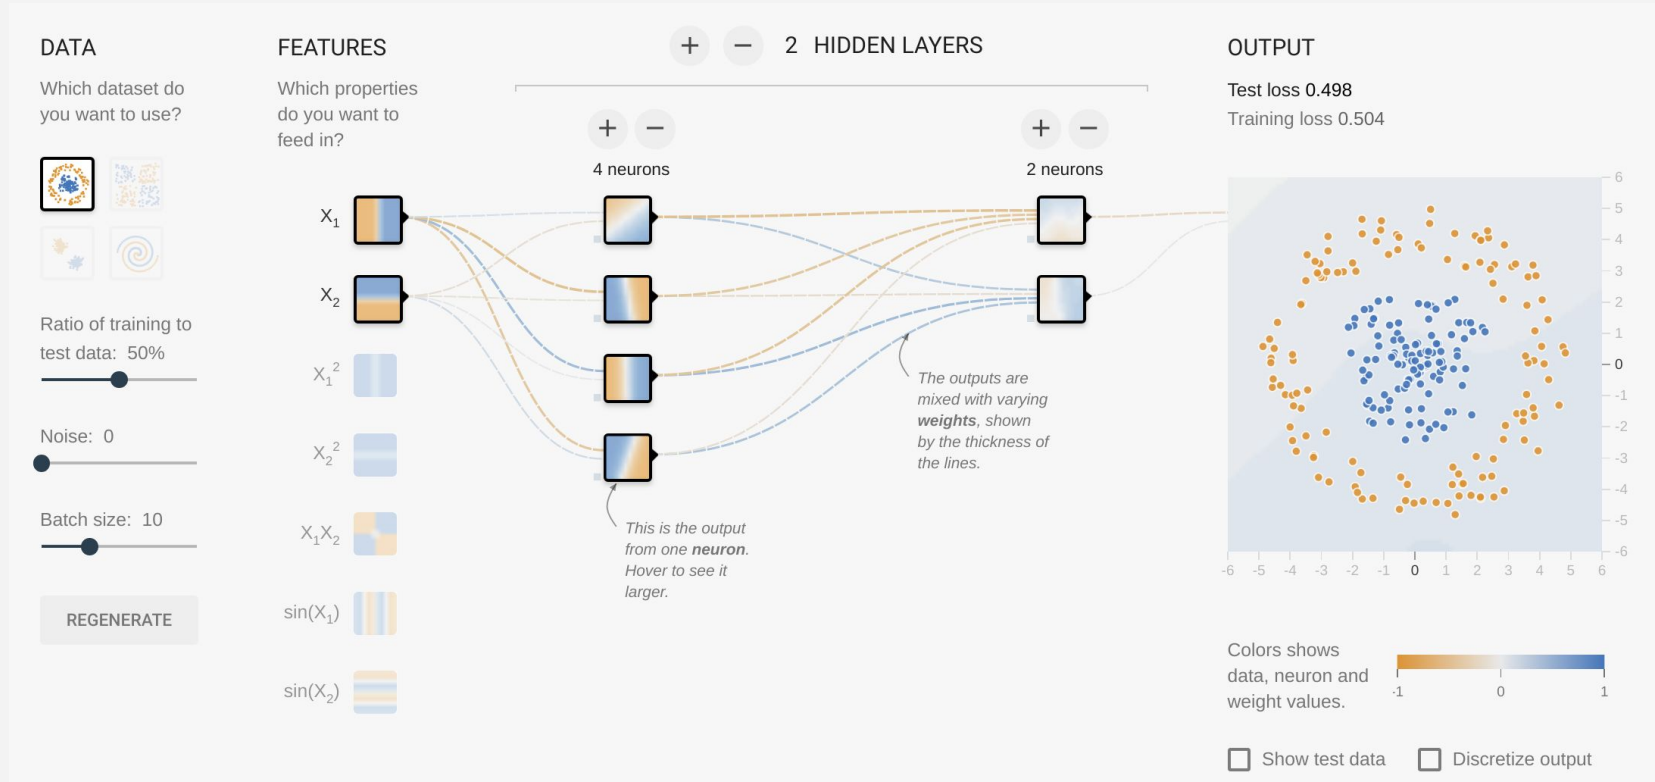 DATA
Which dataset do
you want to use?
Ratio of training to
test data: 50%
Noise: 0
Batch size: 10
REGENERATE
FEATURES
Which properties
do you want to
feed in?
X1
X2
X1²
X2²
X1X2
sin(X1)
sin(X2)
+ − 2 HIDDEN LAYERS
+ −
4 neurons
+ −
2 neurons
The outputs are
mixed with varying
weights, shown
by the thickness of
the lines.
This is the output
from one neuron.
Hover to see it
larger.
OUTPUT
Test loss 0.498
Training loss 0.504
6
5
4
3
2
1
0
-1
-2
-3
-4
-5
-6
-6 -5 -4 -3 -2 -1 0 1 2 3 4 5 6
Colors shows
data, neuron and
weight values.
-1 0 1
Show test data Discretize output